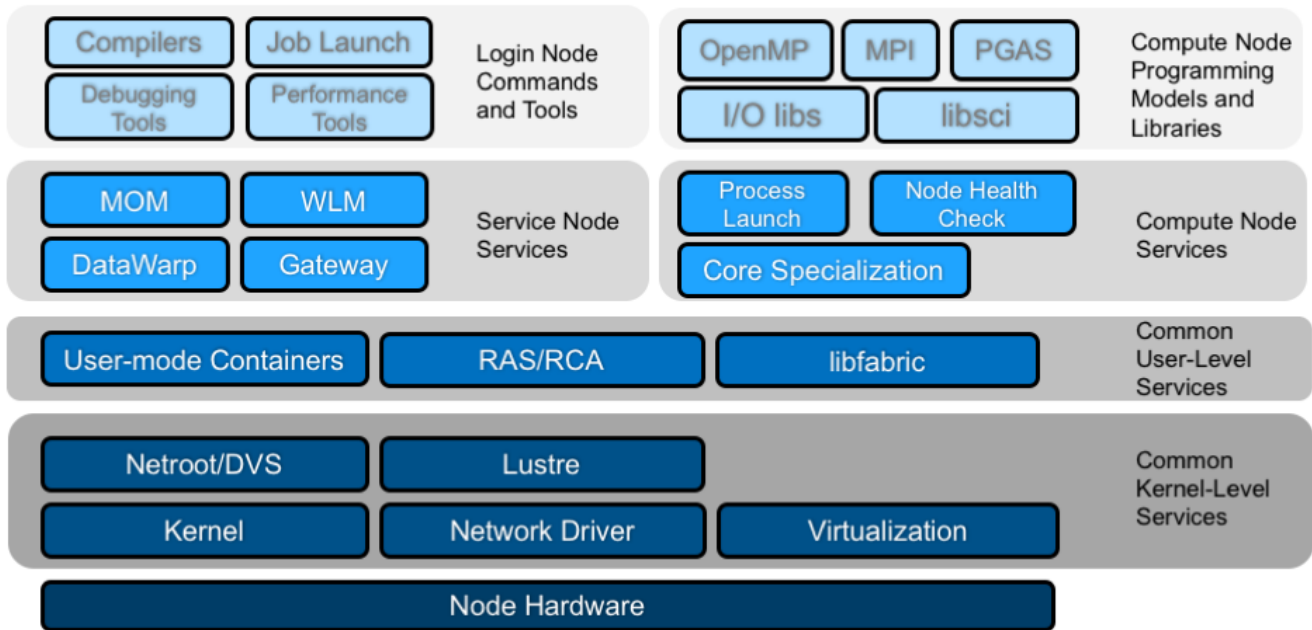 Compilers
Job Launch
Debugging
Tools
Performance
Tools
Login Node
Commands
and Tools
OpenMP
MPI
PGAS
I/O libs
libsci
Compute Node
Programming
Models and
Libraries
MOM
WLM
DataWarp
Gateway
Service Node
Services
Process
Launch
Node Health
Check
Core Specialization
Compute Node
Services
User-mode Containers
RAS/RCA
libfabric
Common
User-Level
Services
Netroot/DVS
Lustre
Kernel
Network Driver
Virtualization
Common
Kernel-Level
Services
Node Hardware